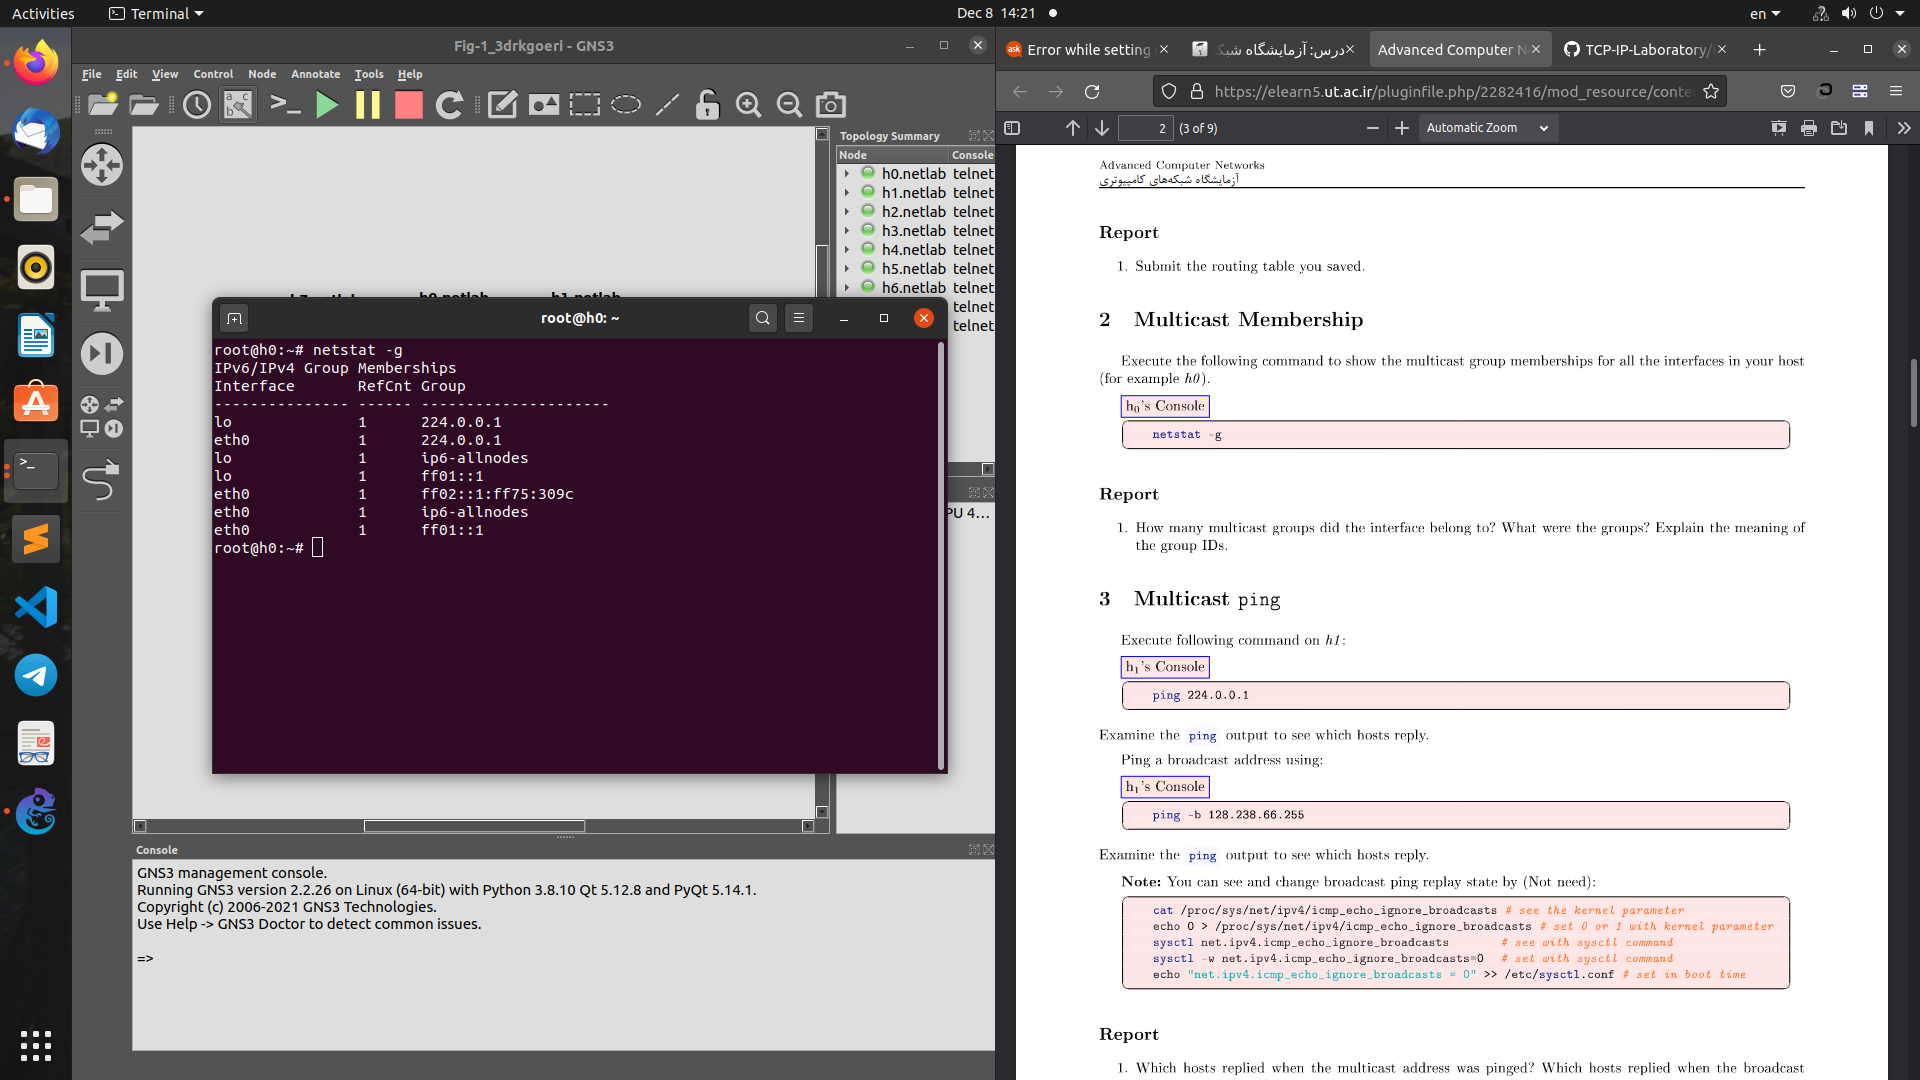 Activities
Terminal
Dec 8 14:21
en
Fig-1_3drkgoeri - GNS3
File Edit View Control Node Annotate Tools Help
Topology Summary
Node Console
h0.netlab telnet
h1.netlab telnet
h2.netlab telnet
h3.netlab telnet
h4.netlab telnet
h5.netlab telnet
h6.netlab telnet
telnet
telnet
h0.netlab h1.netlab
PU 4...
root@h0: ~
root@h0:~# netstat -g
IPv6/IPv4 Group Memberships
Interface RefCnt Group
--------------- ------ ---------------------
lo 1 224.0.0.1
eth0 1 224.0.0.1
lo 1 ip6-allnodes
lo 1 ff01::1
eth0 1 ff02::1:ff75:309c
eth0 1 ip6-allnodes
eth0 1 ff01::1
root@h0:~#
Console
GNS3 management console.
Running GNS3 version 2.2.26 on Linux (64-bit) with Python 3.8.10 Qt 5.12.8 and PyQt 5.14.1.
Copyright (c) 2006-2021 GNS3 Technologies.
Use Help -> GNS3 Doctor to detect common issues.
=>
Error while setting
درس: آزمایشگاه شبک
Advanced Computer N
TCP-IP-Laboratory/
https://elearn5.ut.ac.ir/pluginfile.php/2282416/mod_resource/conte
2 (3 of 9)
Automatic Zoom
Advanced Computer Networks
آزمایشگاه شبکه‌های کامپیوتری
Report
1. Submit the routing table you saved.
2 Multicast Membership
Execute the following command to show the multicast group memberships for all the interfaces in your host
(for example h0).
h0's Console
netstat -g
Report
1. How many multicast groups did the interface belong to? What were the groups? Explain the meaning of
the group IDs.
3 Multicast ping
Execute following command on h1:
h1's Console
ping 224.0.0.1
Examine the ping output to see which hosts reply.
Ping a broadcast address using:
h1's Console
ping -b 128.238.66.255
Examine the ping output to see which hosts reply.
Note: You can see and change broadcast ping replay state by (Not need):
cat /proc/sys/net/ipv4/icmp_echo_ignore_broadcasts # see the kernel parameter
echo 0 > /proc/sys/net/ipv4/icmp_echo_ignore_broadcasts # set 0 or 1 with kernel parameter
sysctl net.ipv4.icmp_echo_ignore_broadcasts # see with sysctl command
sysctl -w net.ipv4.icmp_echo_ignore_broadcasts=0 # set with sysctl command
echo "net.ipv4.icmp_echo_ignore_broadcasts = 0" >> /etc/sysctl.conf # set in boot time
Report
1. Which hosts replied when the multicast address was pinged? Which hosts replied when the broadcast